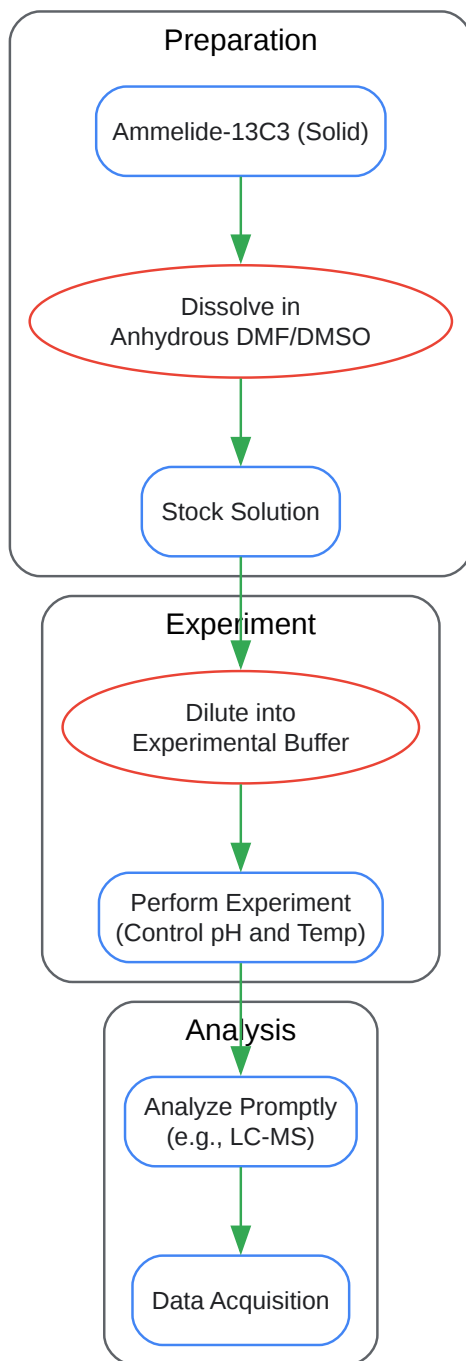 Preparation
Ammelide-13C3 (Solid)
Dissolve in
Anhydrous DMF/DMSO
Stock Solution
Experiment
Dilute into
Experimental Buffer
Perform Experiment
(Control pH and Temp)
Analysis
Analyze Promptly
(e.g., LC-MS)
Data Acquisition